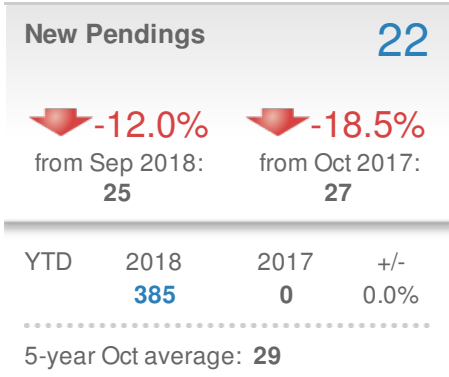 New Pendings 22
-12.0% -18.5%
from Sep 2018: from Oct 2017:
25 27
YTD 2018 2017 +/-
385 0 0.0%
5-year Oct average: 29